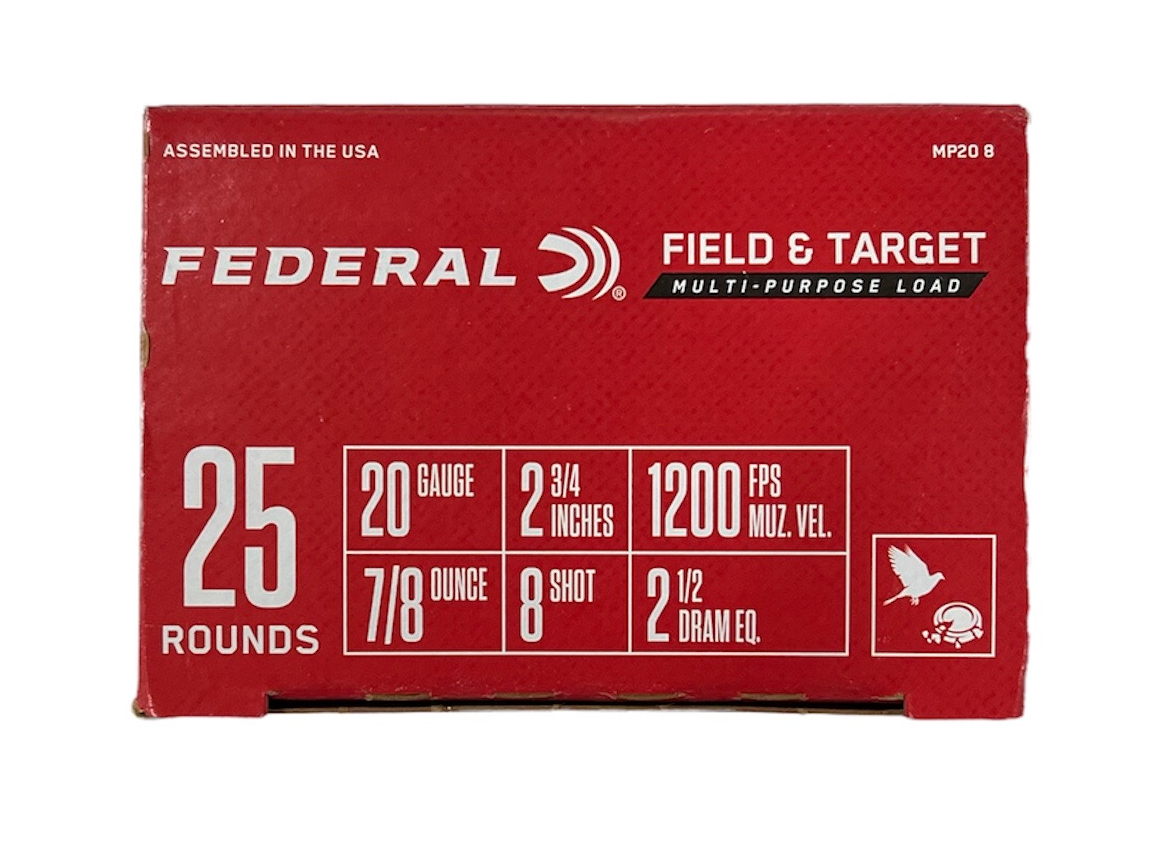 ASSEMBLED IN THE USA
MP20 8
FEDERAL ®
FIELD & TARGET
MULTI-PURPOSE LOAD
25
ROUNDS
20 GAUGE
2 3/4 INCHES
1200 FPS MUZ. VEL.
7/8 OUNCE
8 SHOT
2 1/2 DRAM EQ.